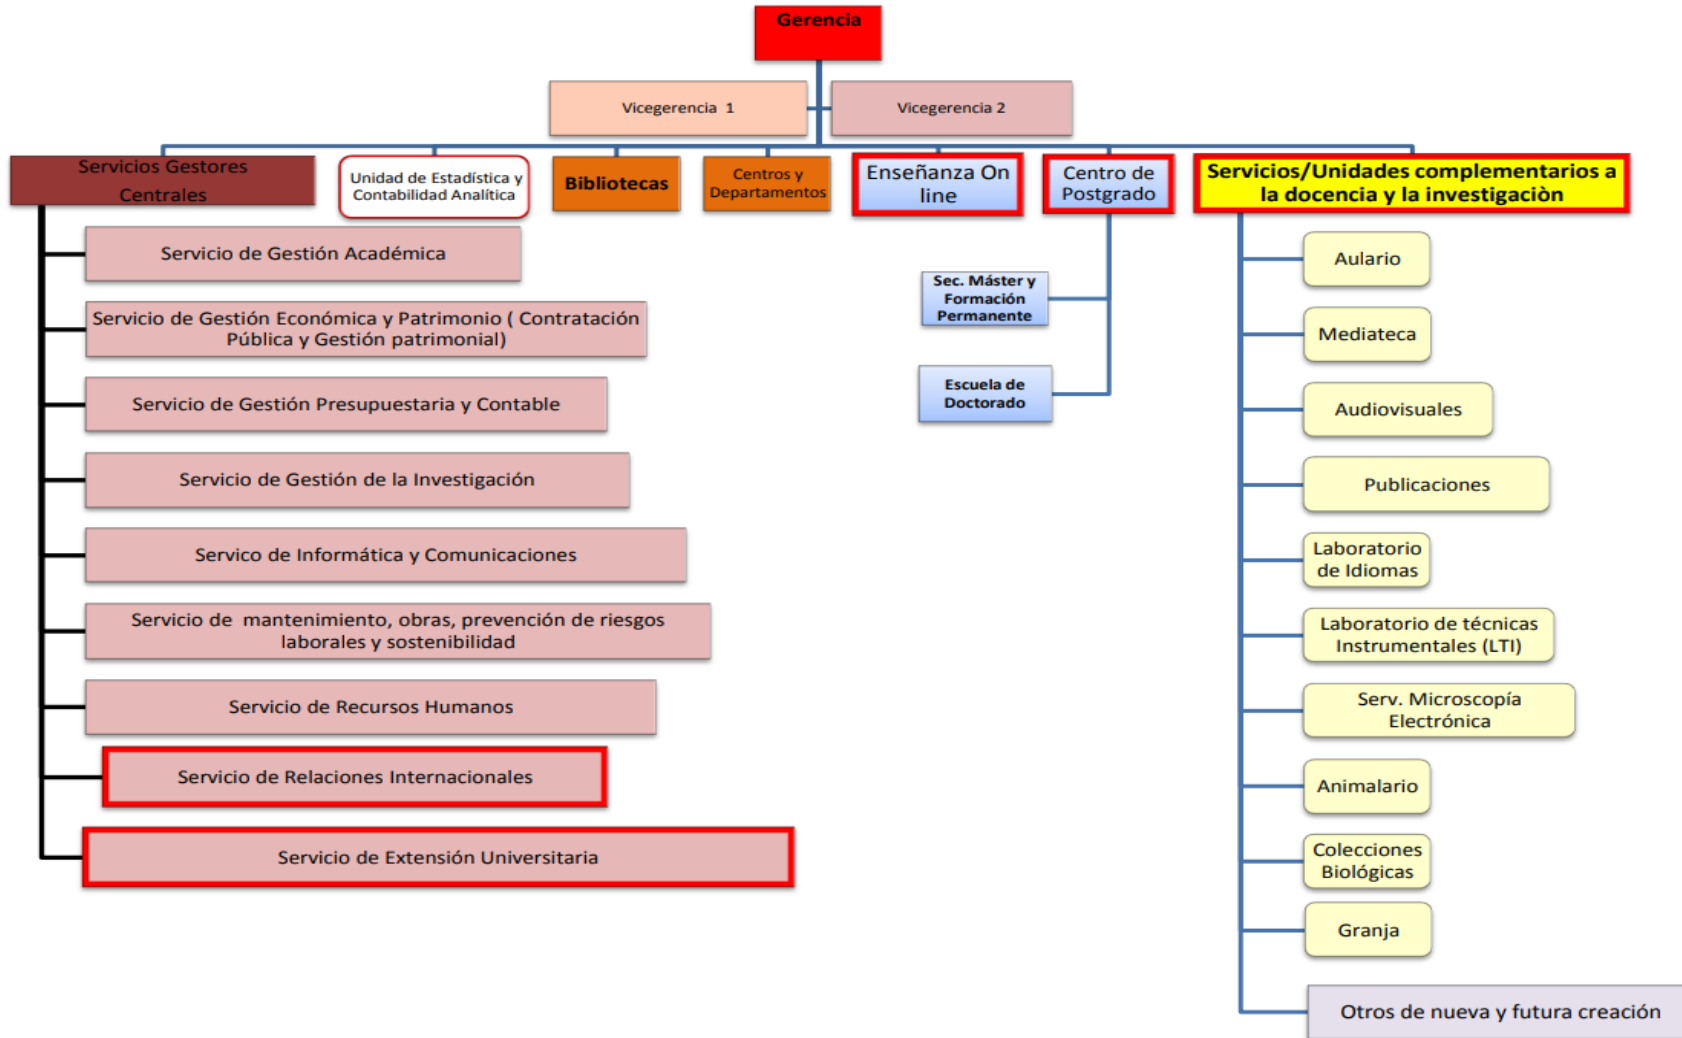 Gerencia
Vicegerencia 1
Vicegerencia 2
Servicios Gestores
Centrales
Unidad de Estadística y
Contabilidad Analítica
Bibliotecas
Centros y
Departamentos
Enseñanza On
line
Centro de
Postgrado
Servicios/Unidades complementarios a
la docencia y la investigaciòn
Servicio de Gestión Académica
Servicio de Gestión Económica y Patrimonio ( Contratación
Pública y Gestión patrimonial)
Servicio de Gestión Presupuestaria y Contable
Servicio de Gestión de la Investigación
Servico de Informática y Comunicaciones
Servicio de mantenimiento, obras, prevención de riesgos
laborales y sostenibilidad
Servicio de Recursos Humanos
Servicio de Relaciones Internacionales
Servicio de Extensión Universitaria
Sec. Máster y
Formación
Permanente
Escuela de
Doctorado
Aulario
Mediateca
Audiovisuales
Publicaciones
Laboratorio
de Idiomas
Laboratorio de técnicas
Instrumentales (LTI)
Serv. Microscopía
Electrónica
Animalario
Colecciones
Biológicas
Granja
Otros de nueva y futura creación